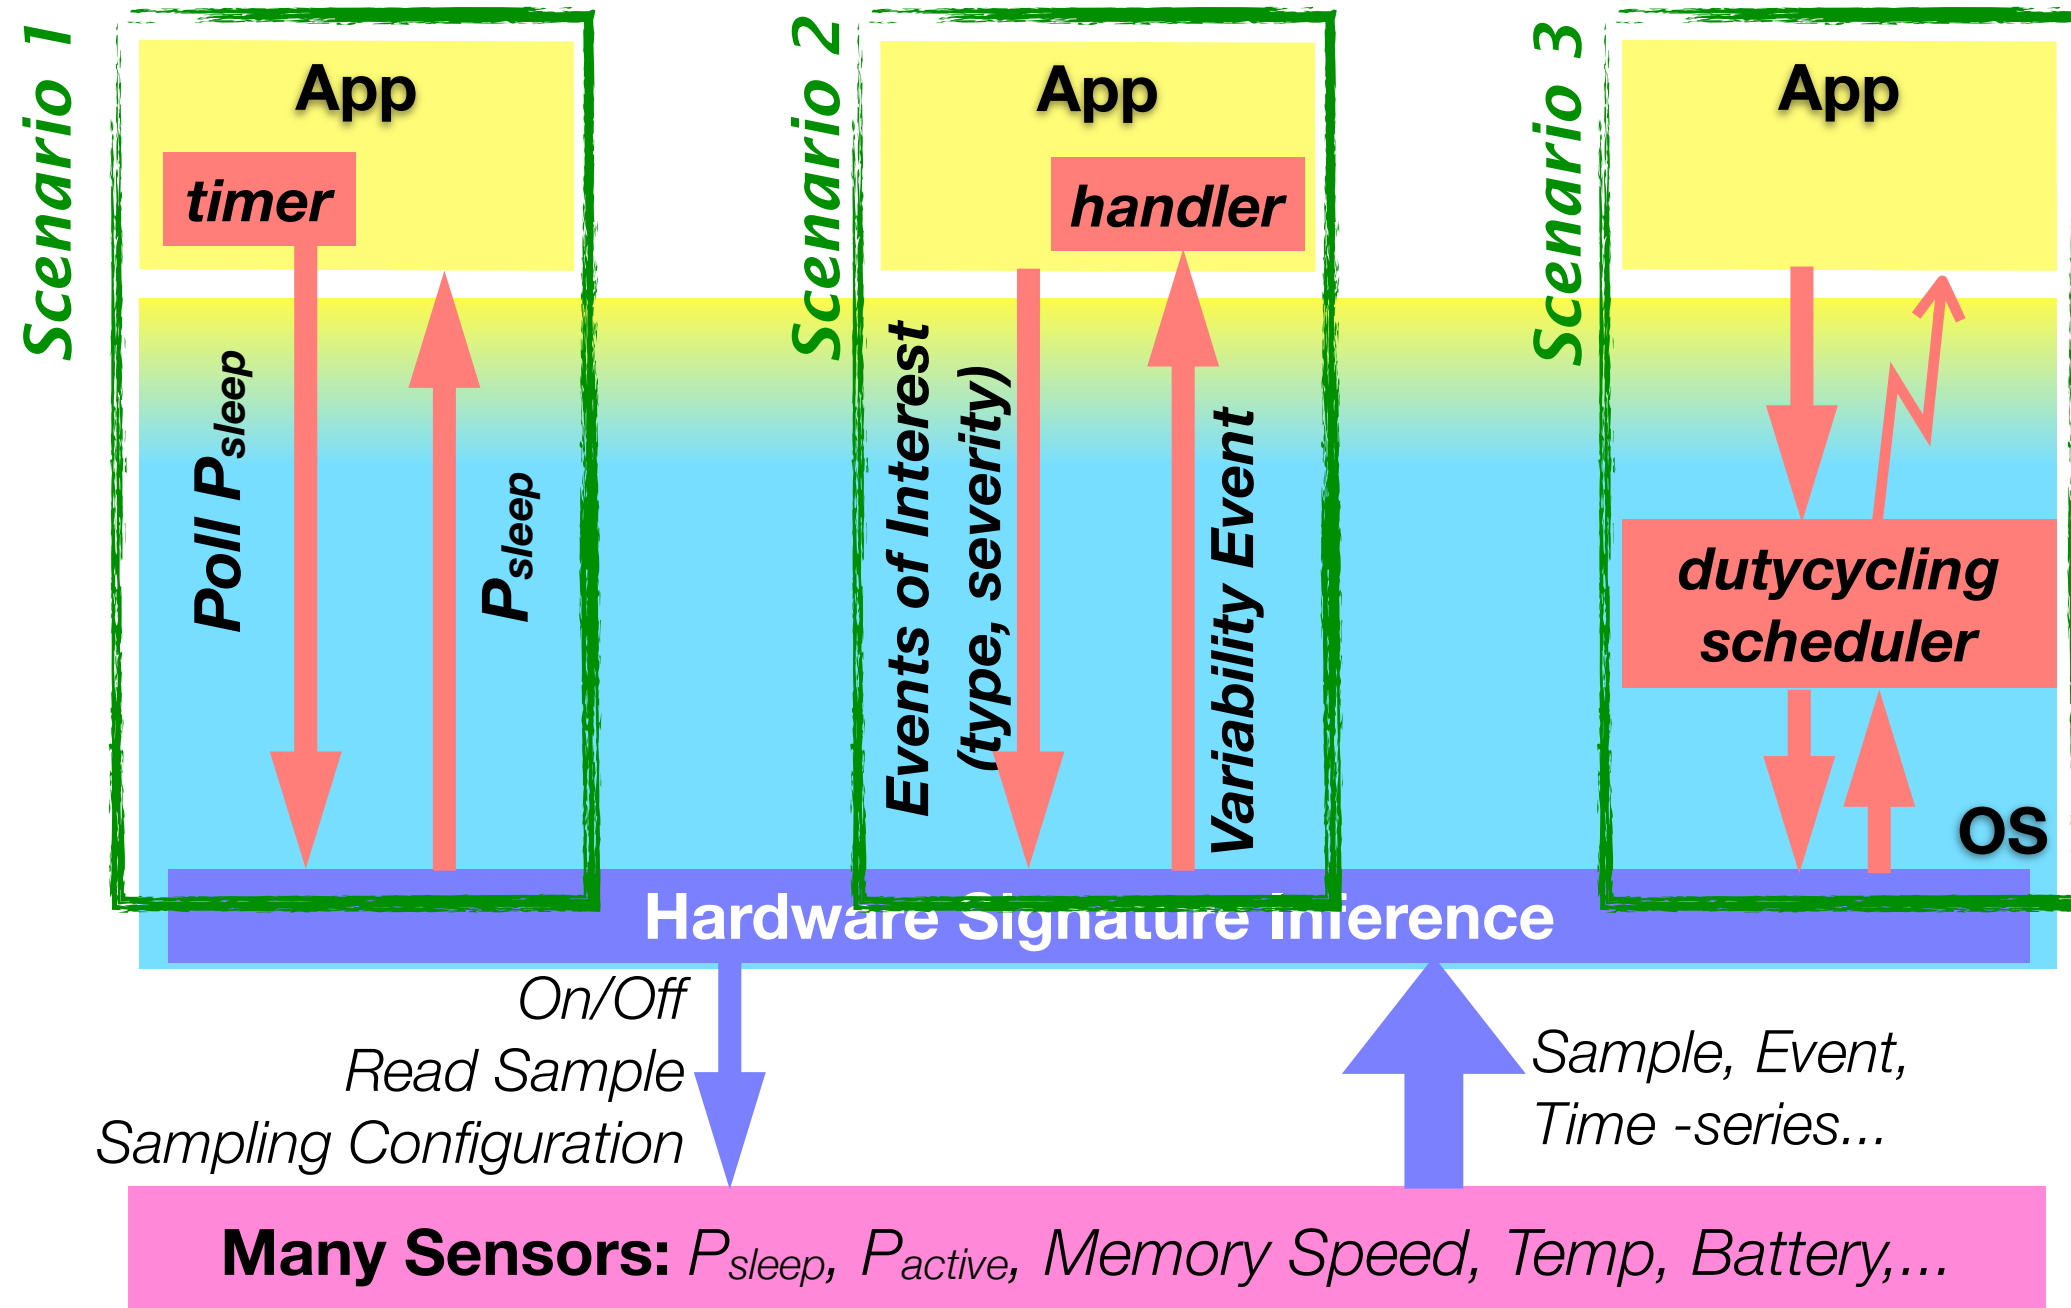 Scenario 1
App
timer
Poll Psleep
Psleep
Scenario 2
App
handler
Events of Interest
(type, severity)
Variability Event
Scenario 3
App
dutycycling
scheduler
OS
Hardware Signature Inference
On/Off
Read Sample
Sampling Configuration
Sample, Event,
Time -series...
Many Sensors: Psleep, Pactive, Memory Speed, Temp, Battery,...